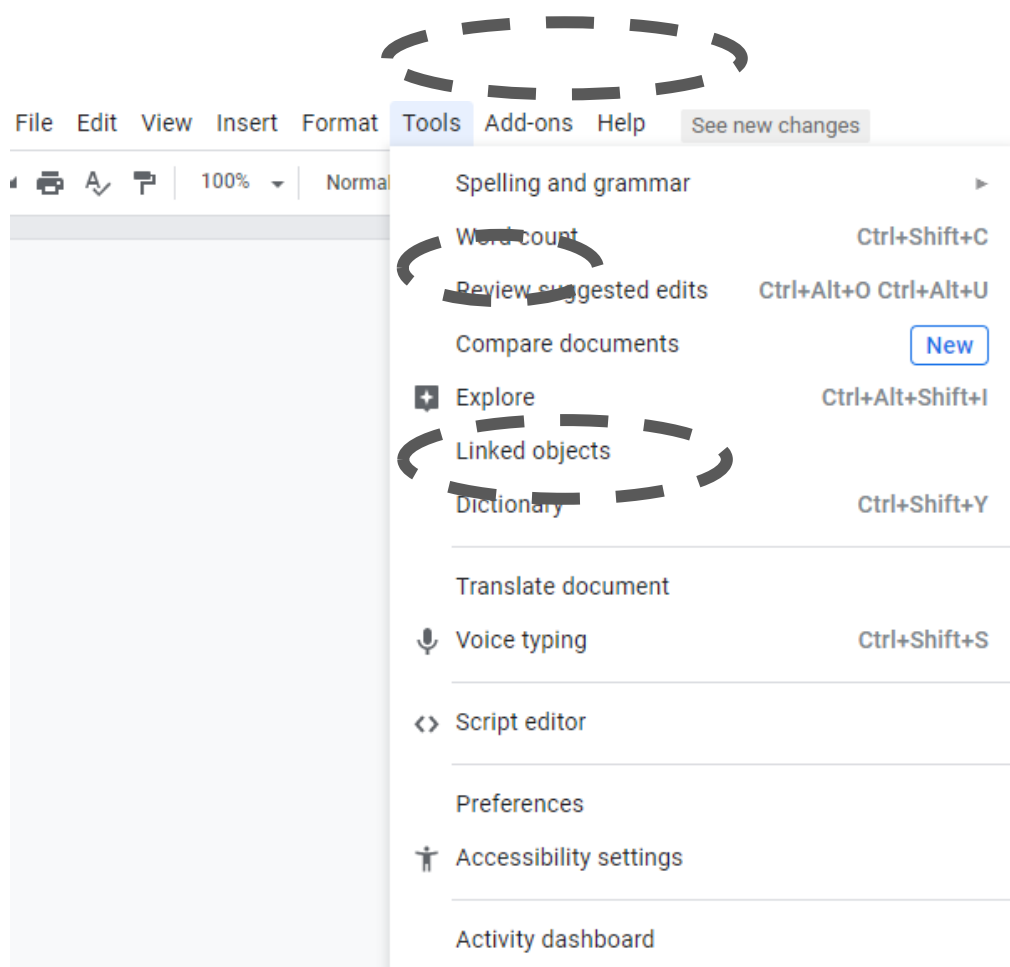 File Edit View Insert Format Tools Add-ons Help See new changes
100% Normal
Spelling and grammar
Word count Ctrl+Shift+C
Review suggested edits Ctrl+Alt+O Ctrl+Alt+U
Compare documents New
Explore Ctrl+Alt+Shift+I
Linked objects
Dictionary Ctrl+Shift+Y
Translate document
Voice typing Ctrl+Shift+S
Script editor
Preferences
Accessibility settings
Activity dashboard